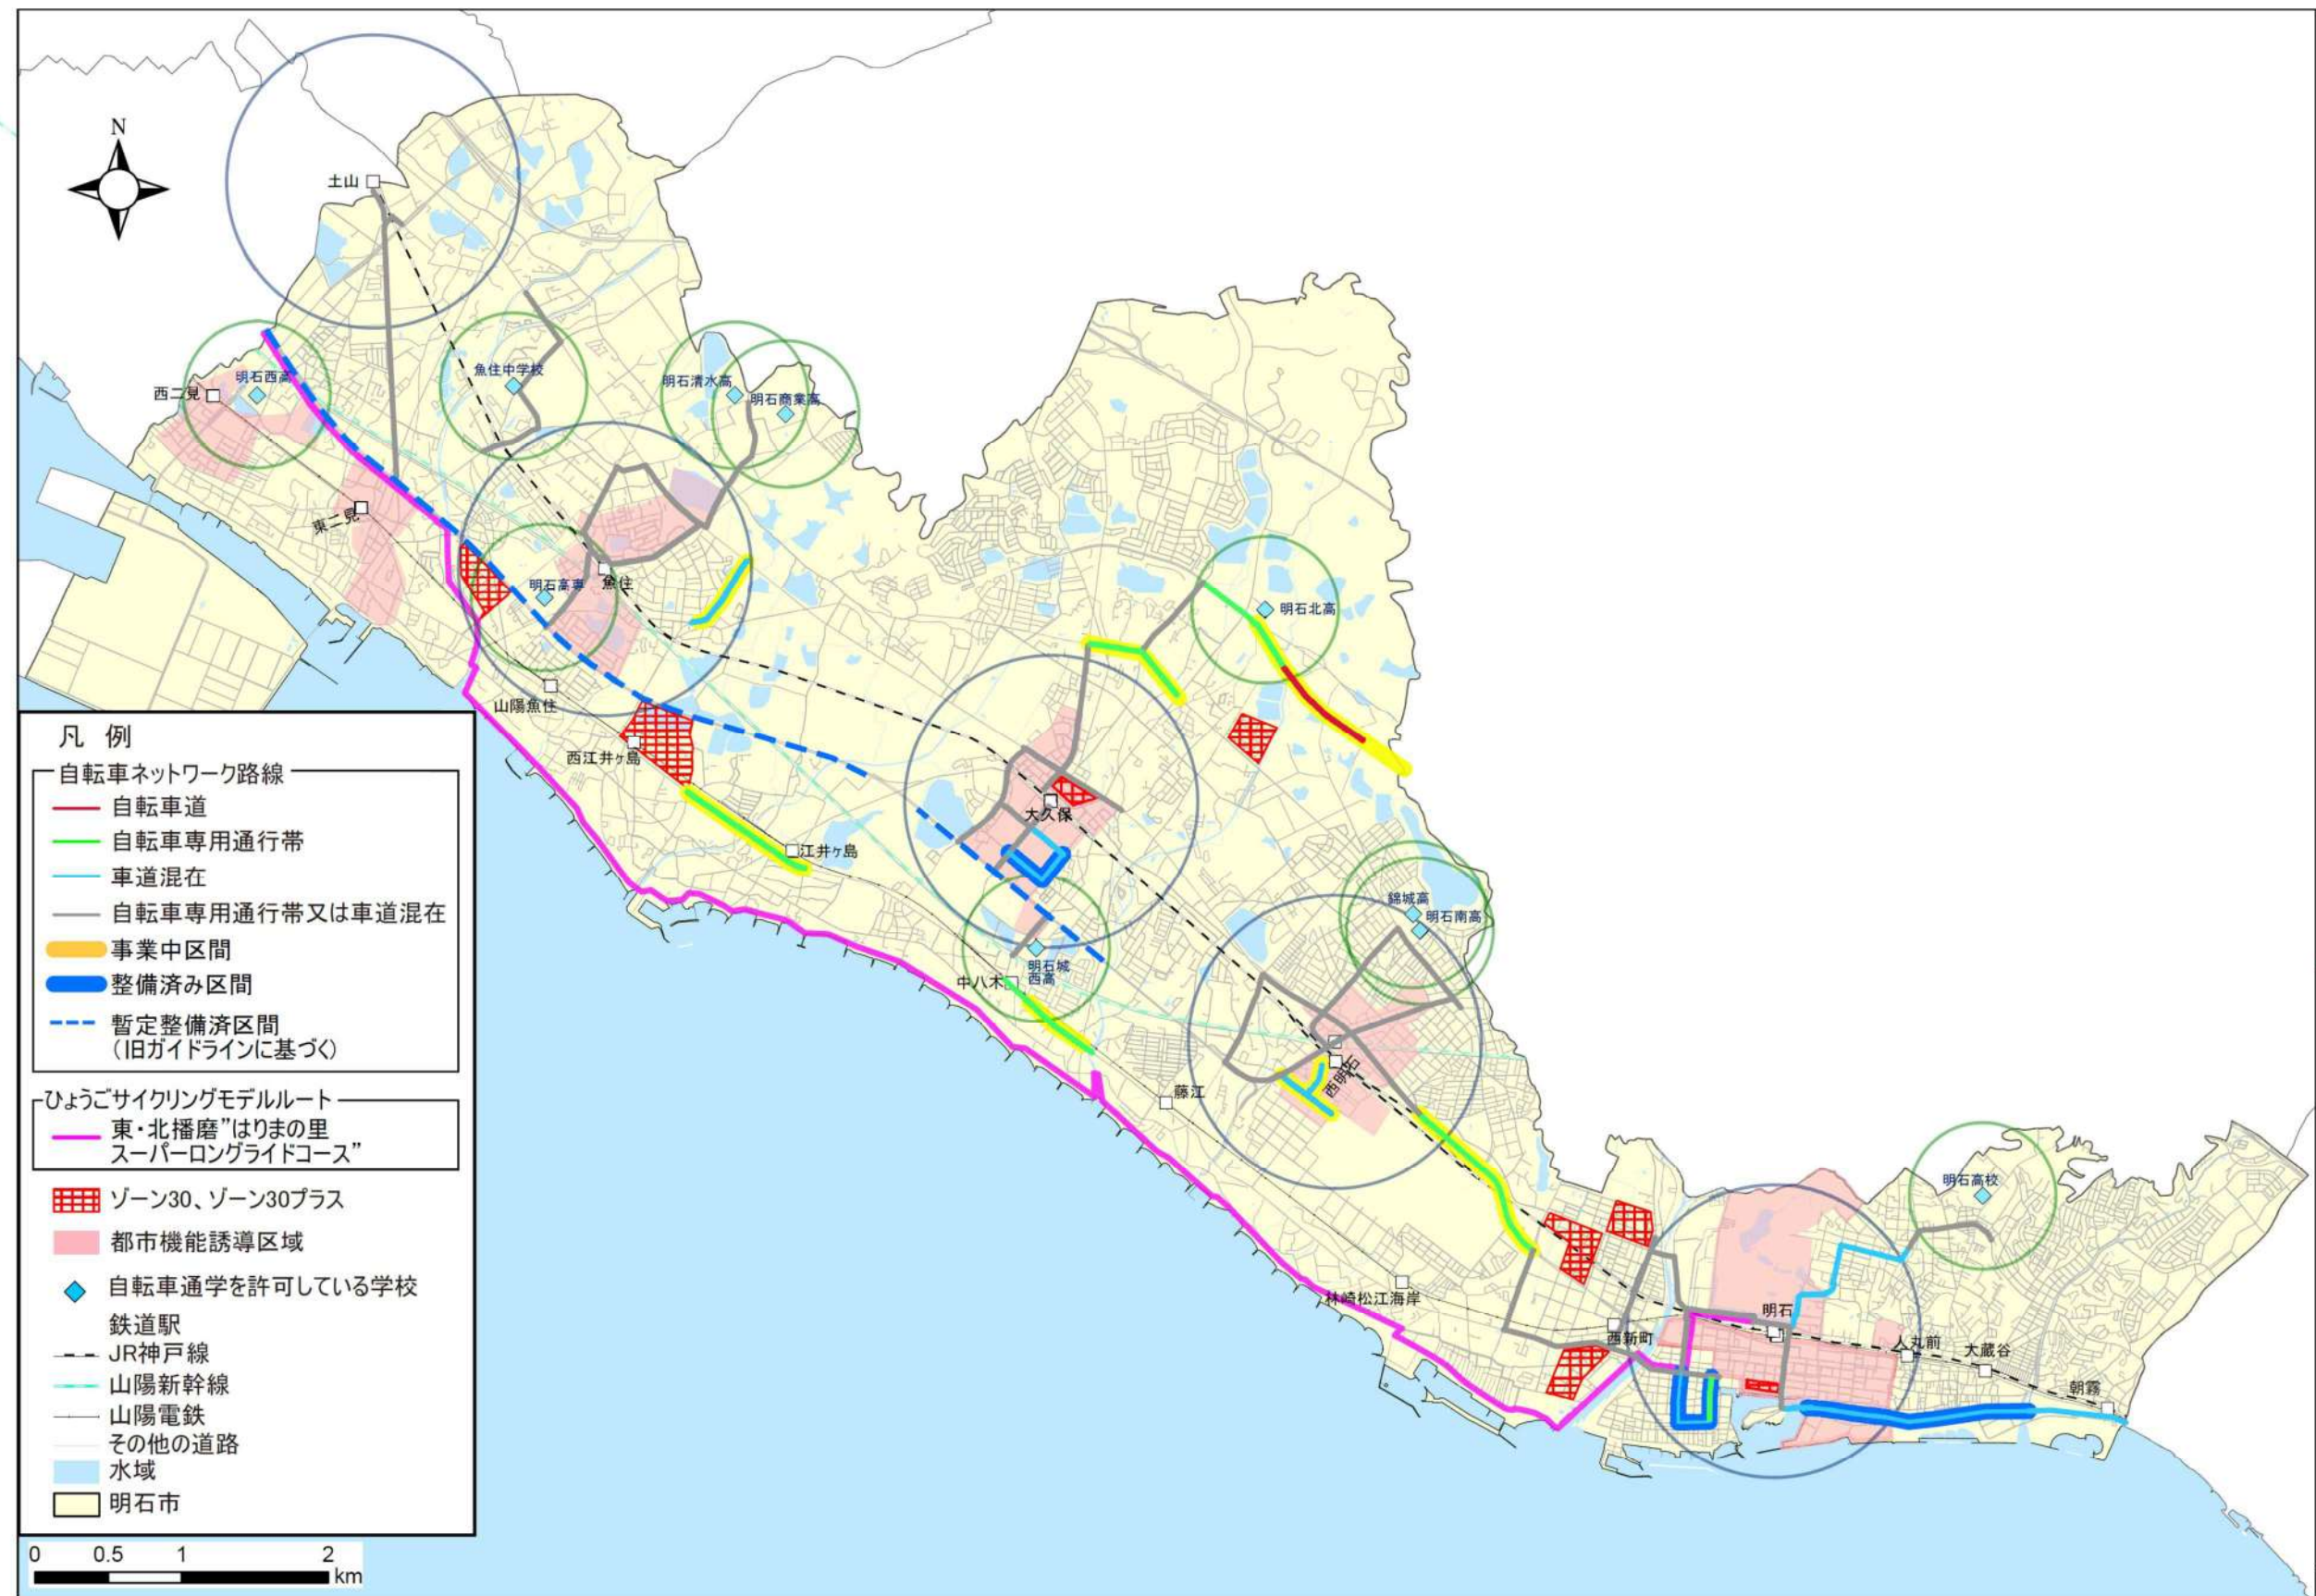 N
土山
西二見
明石西高
魚住中学校
明石清水高
明石商業高
東二見
明石高専
魚住
明石北高
山陽魚住
西江井ヶ島
大久保
江井ヶ島
錦城高
明石南高
中八木
明石城
西高
西明石
藤江
明石高校
林崎松江海岸
西新町
明石
人丸前
大蔵谷
朝霧
凡 例
自転車ネットワーク路線
自転車道
自転車専用通行帯
車道混在
自転車専用通行帯又は車道混在
事業中区間
整備済み区間
暫定整備済区間
（旧ガイドラインに基づく）
ひょうごサイクリングモデルルート
東・北播磨”はりまの里
スーパーロングライドコース”
ゾーン30、ゾーン30プラス
都市機能誘導区域
自転車通学を許可している学校
鉄道駅
JR神戸線
山陽新幹線
山陽電鉄
その他の道路
水域
明石市
0 0.5 1 2
km